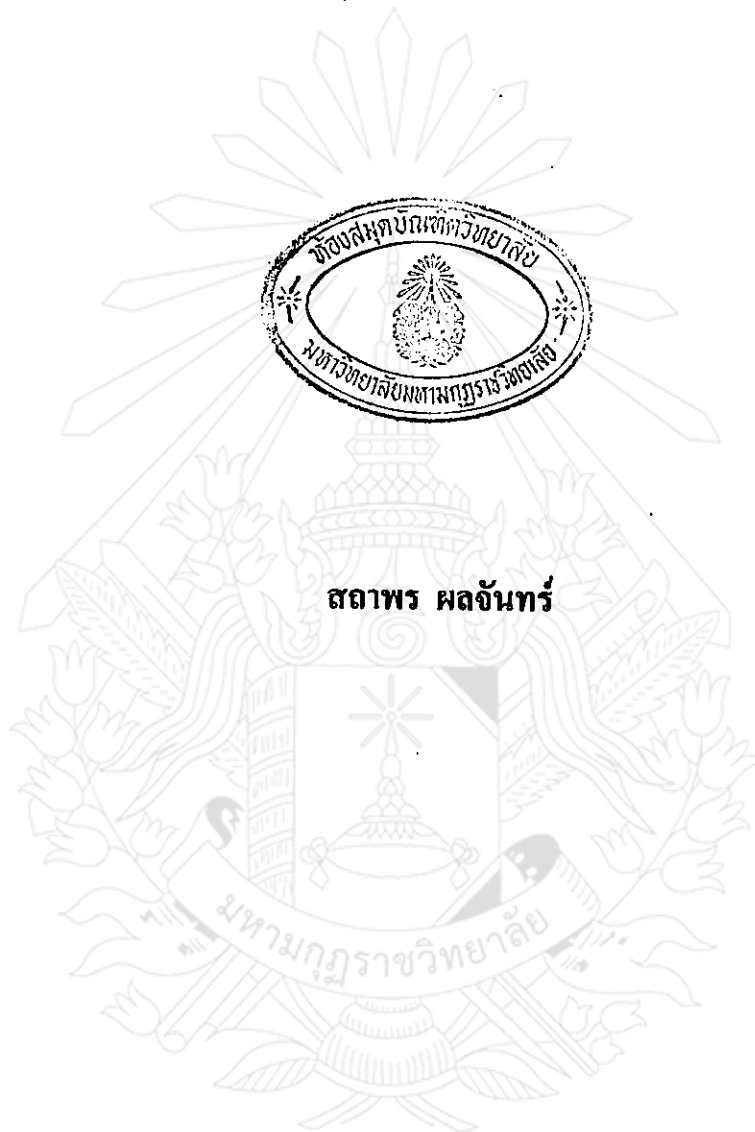 ห้องสมุดบัณฑิตวิทยาลัย
มหาวิทยาลัยมหามกุฏราชวิทยาลัย
สถาพร ผลจันทร์
มหามกุฏราชวิทยาลัย